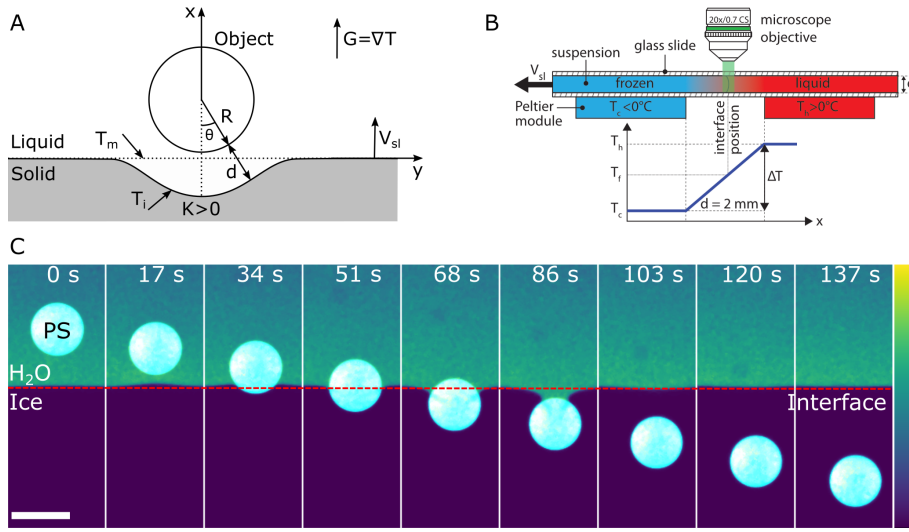 A
x
Object
G=∇T
R
θ
Liquid
T_m
V_sl
d
y
Solid
T_i
K>0
B
20x/0.7 CS
microscope
objective
suspension
glass slide
V_sl
frozen
liquid
Peltier
module
T_c<0°C
T_h>0°C
interface
position
T_h
T_f
ΔT
d = 2 mm
T_c
x
C
0 s
17 s
34 s
51 s
68 s
86 s
103 s
120 s
137 s
PS
H₂O
Ice
Interface